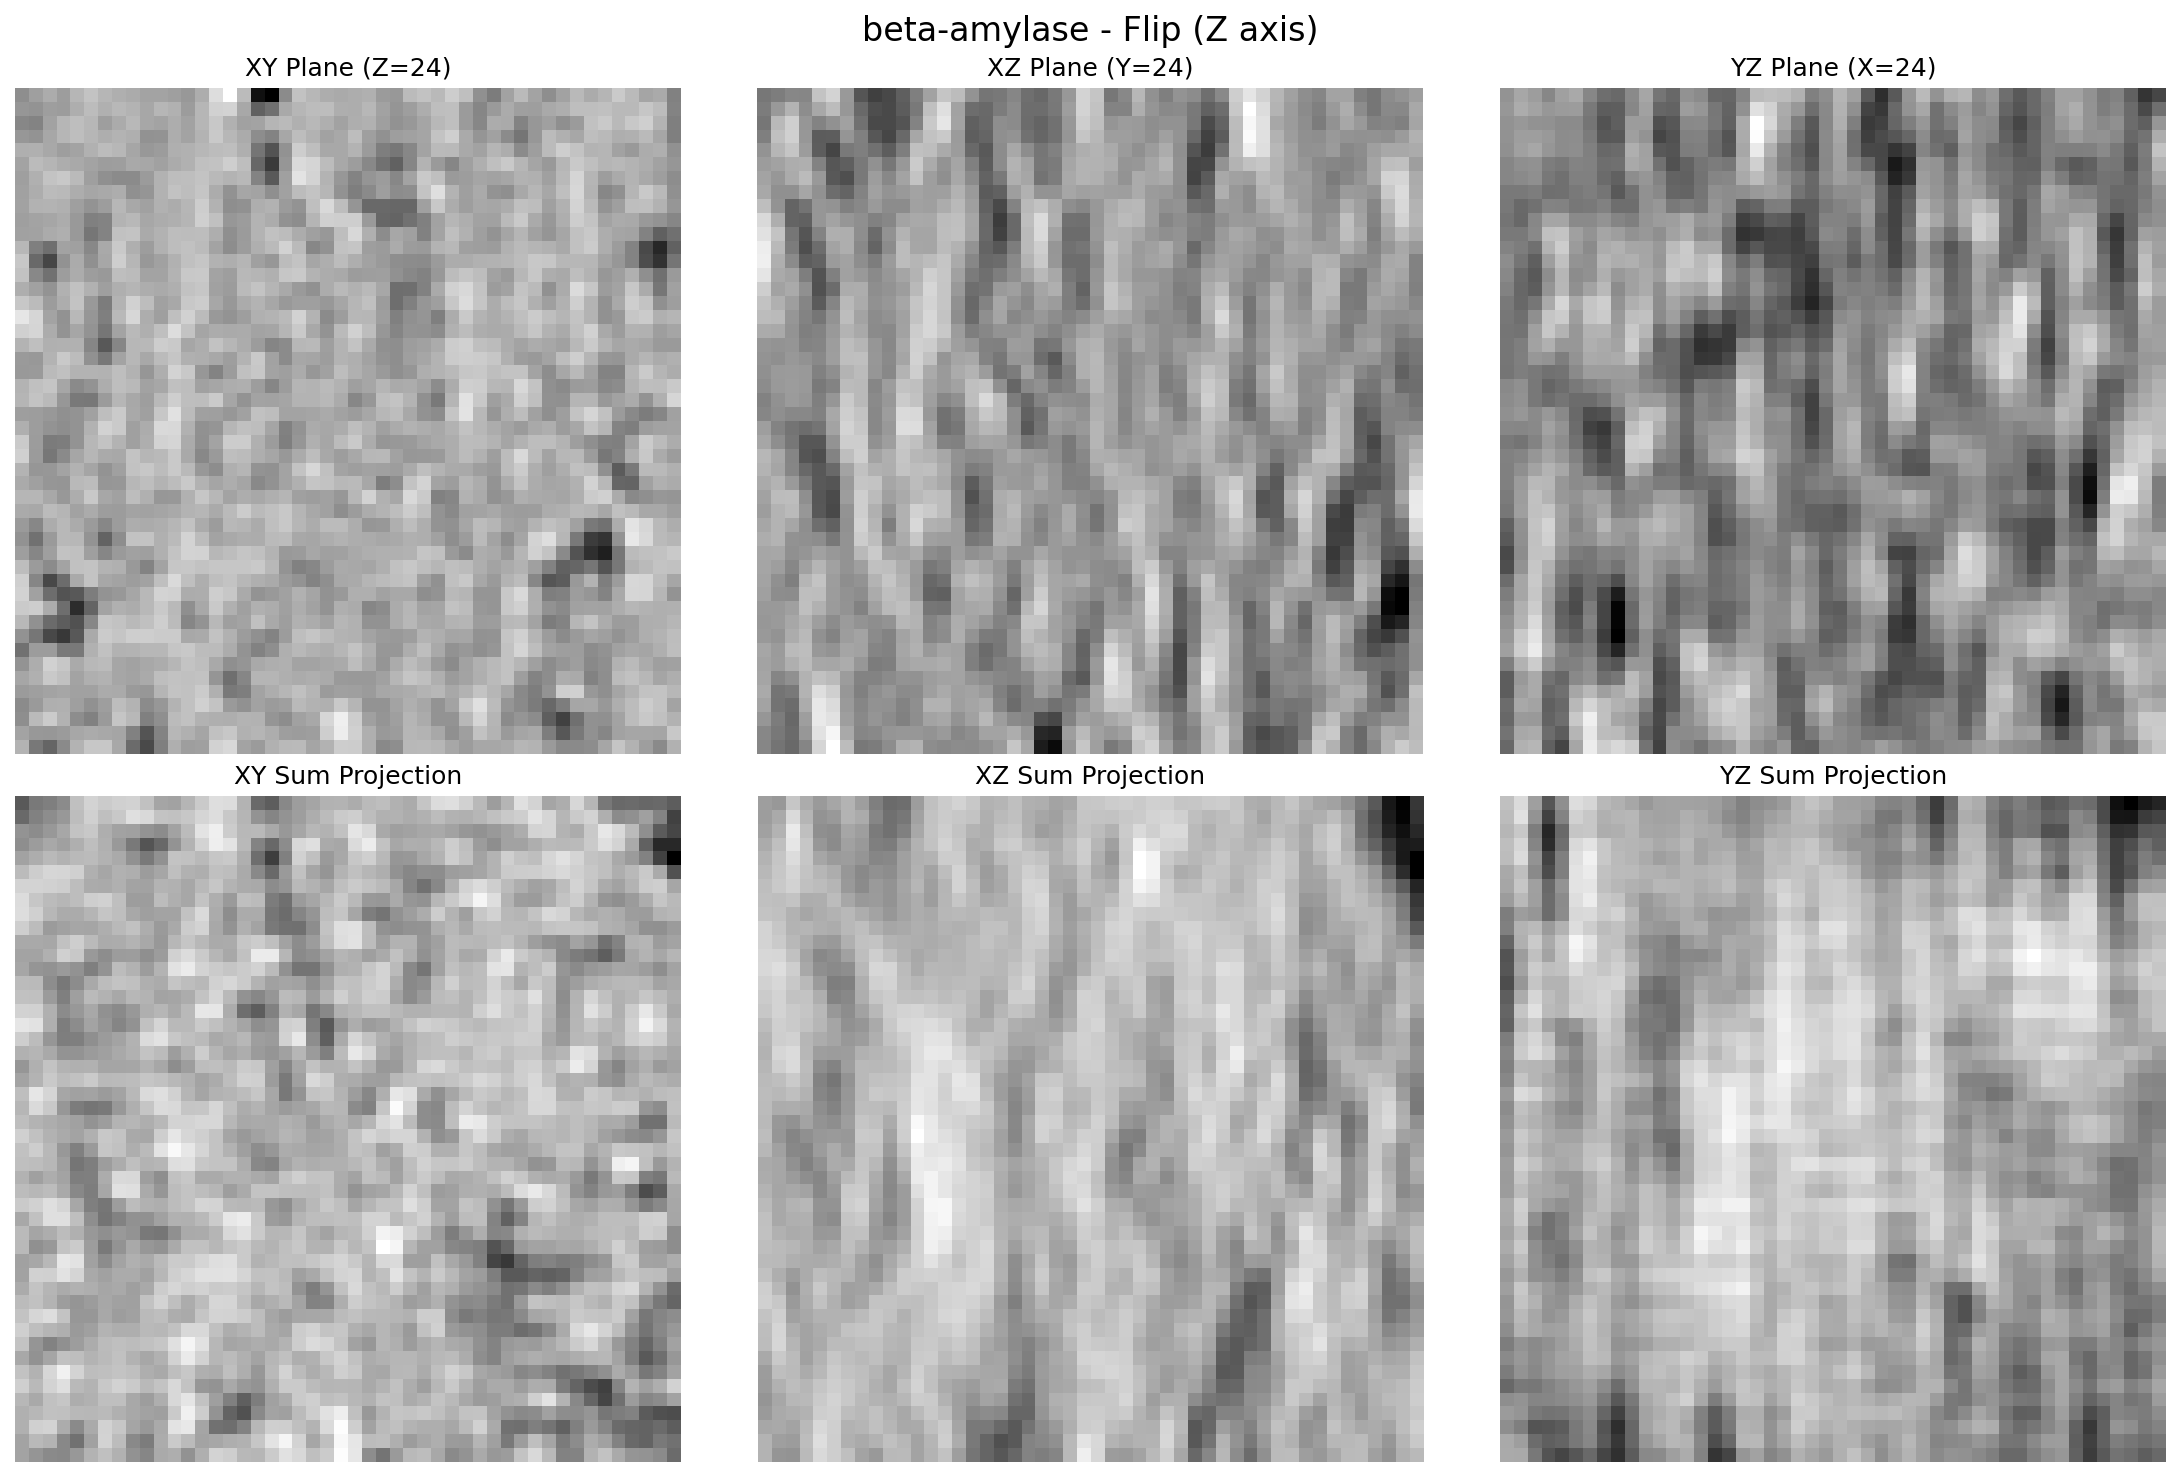 beta-amylase - Flip (Z axis)
XY Plane (Z=24)
XZ Plane (Y=24)
YZ Plane (X=24)
XY Sum Projection
XZ Sum Projection
YZ Sum Projection